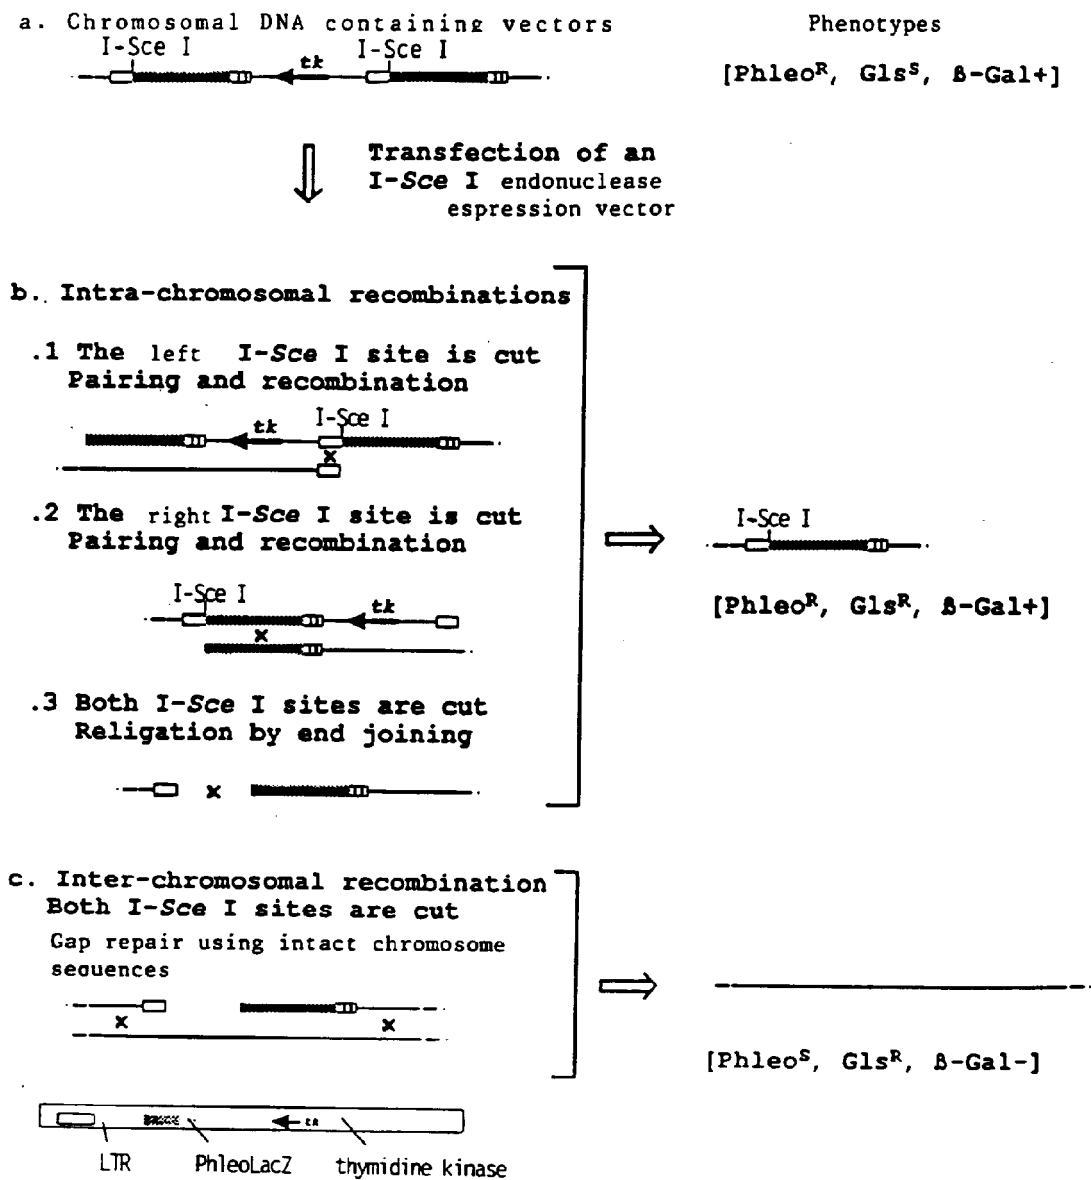 a. Chromosomal DNA containing vectors
Phenotypes
I-Sce I
tk
I-Sce I
[Phleo^R, Gls^S, ß-Gal+]
Transfection of an
I-Sce I endonuclease
espression vector
b. Intra-chromosomal recombinations
.1 The left I-Sce I site is cut
Pairing and recombination
tk
I-Sce I
.2 The right I-Sce I site is cut
Pairing and recombination
I-Sce I
tk
I-Sce I
[Phleo^R, Gls^R, ß-Gal+]
.3 Both I-Sce I sites are cut
Religation by end joining
c. Inter-chromosomal recombination
Both I-Sce I sites are cut
Gap repair using intact chromosome
sequences
[Phleo^S, Gls^R, ß-Gal-]
tk
LTR
PhleoLacZ
thymidine kinase